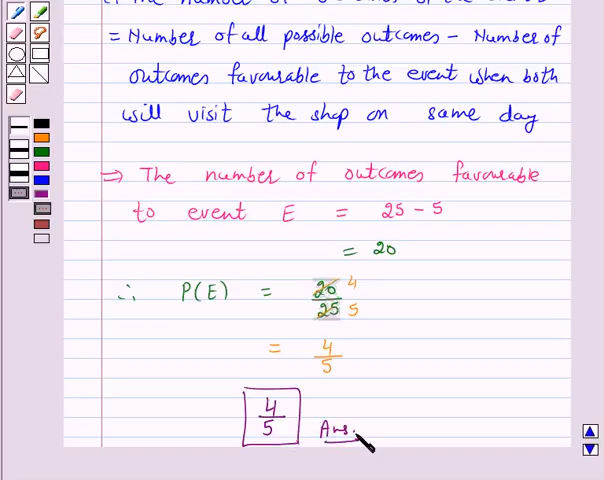 = Number of all possible outcomes - Number of
outcomes favourable to the event when both
will visit the shop on same day
⇒ The number of outcomes favourable
to event E = 25 - 5
= 20
∴ P(E) = 20/25 4/5
= 4/5
4/5 Ans.